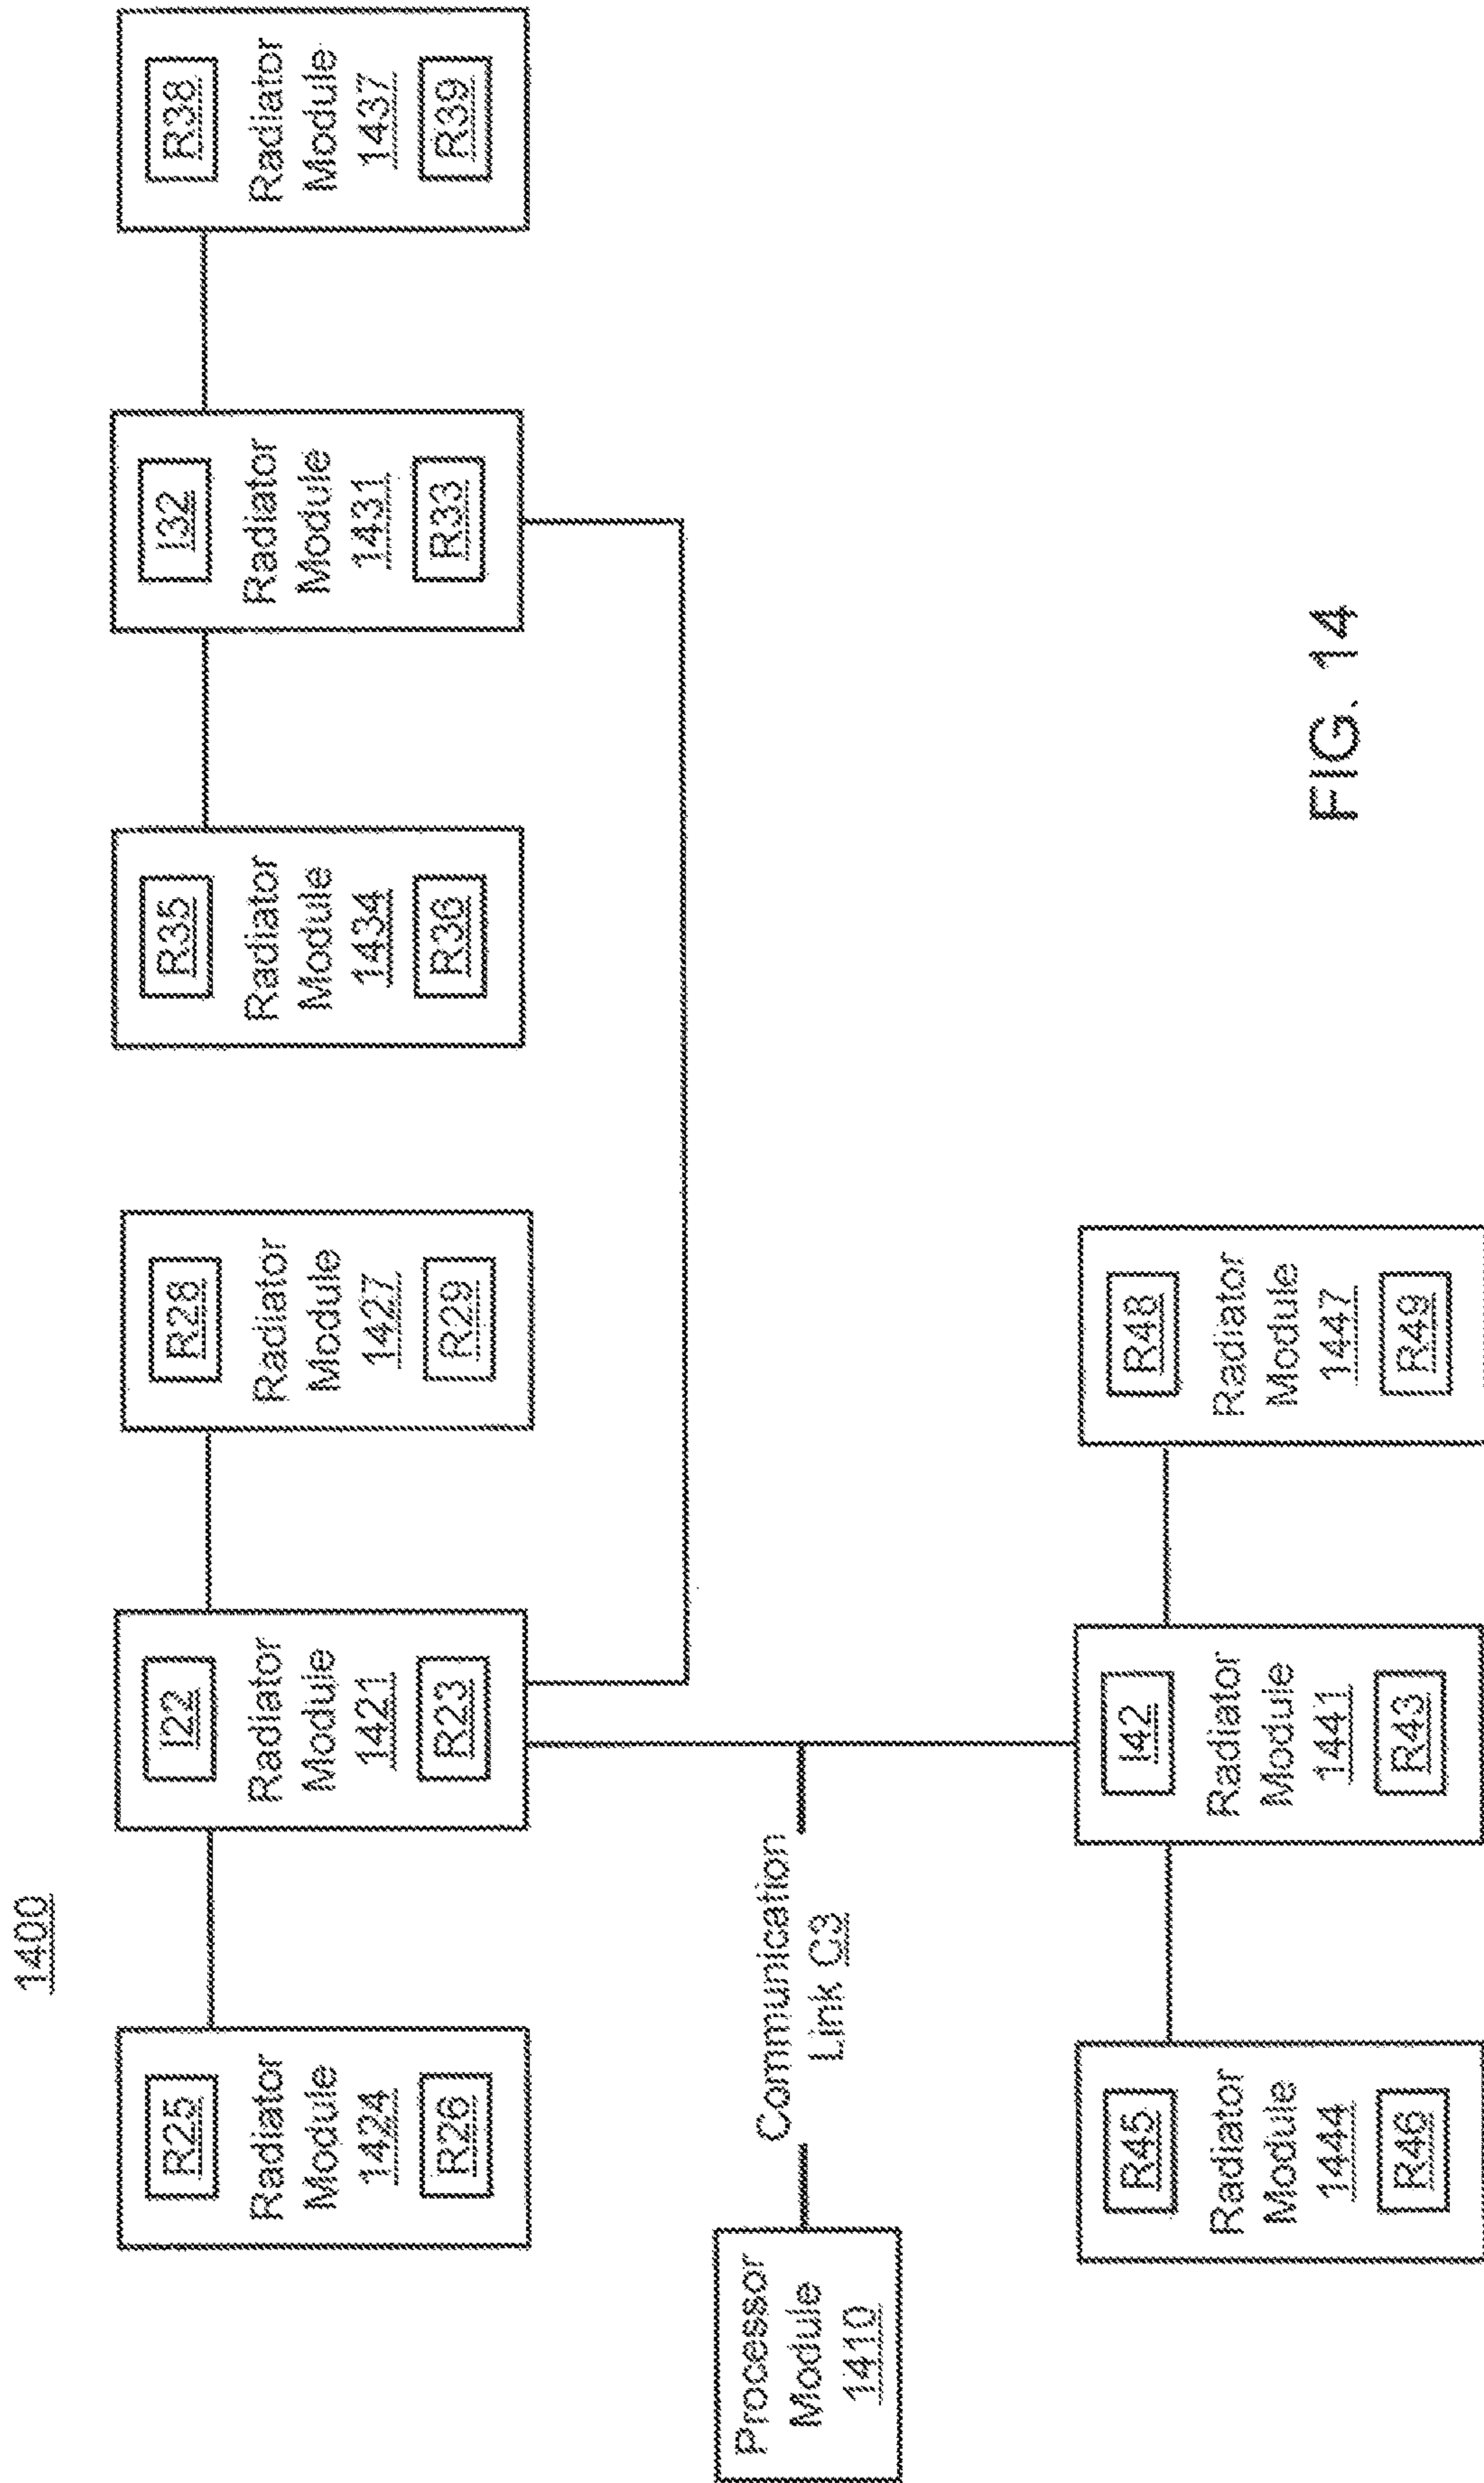 1400
R25
Radiator
Module
1424
R26
I22
Radiator
Module
1421
R23
R28
Radiator
Module
1427
R29
R35
Radiator
Module
1434
R36
I32
Radiator
Module
1431
R33
R38
Radiator
Module
1437
R39
Processor
Module
1410
Communication
Link C3
R45
Radiator
Module
1444
R46
I42
Radiator
Module
1441
R43
R48
Radiator
Module
1447
R49
FIG. 14